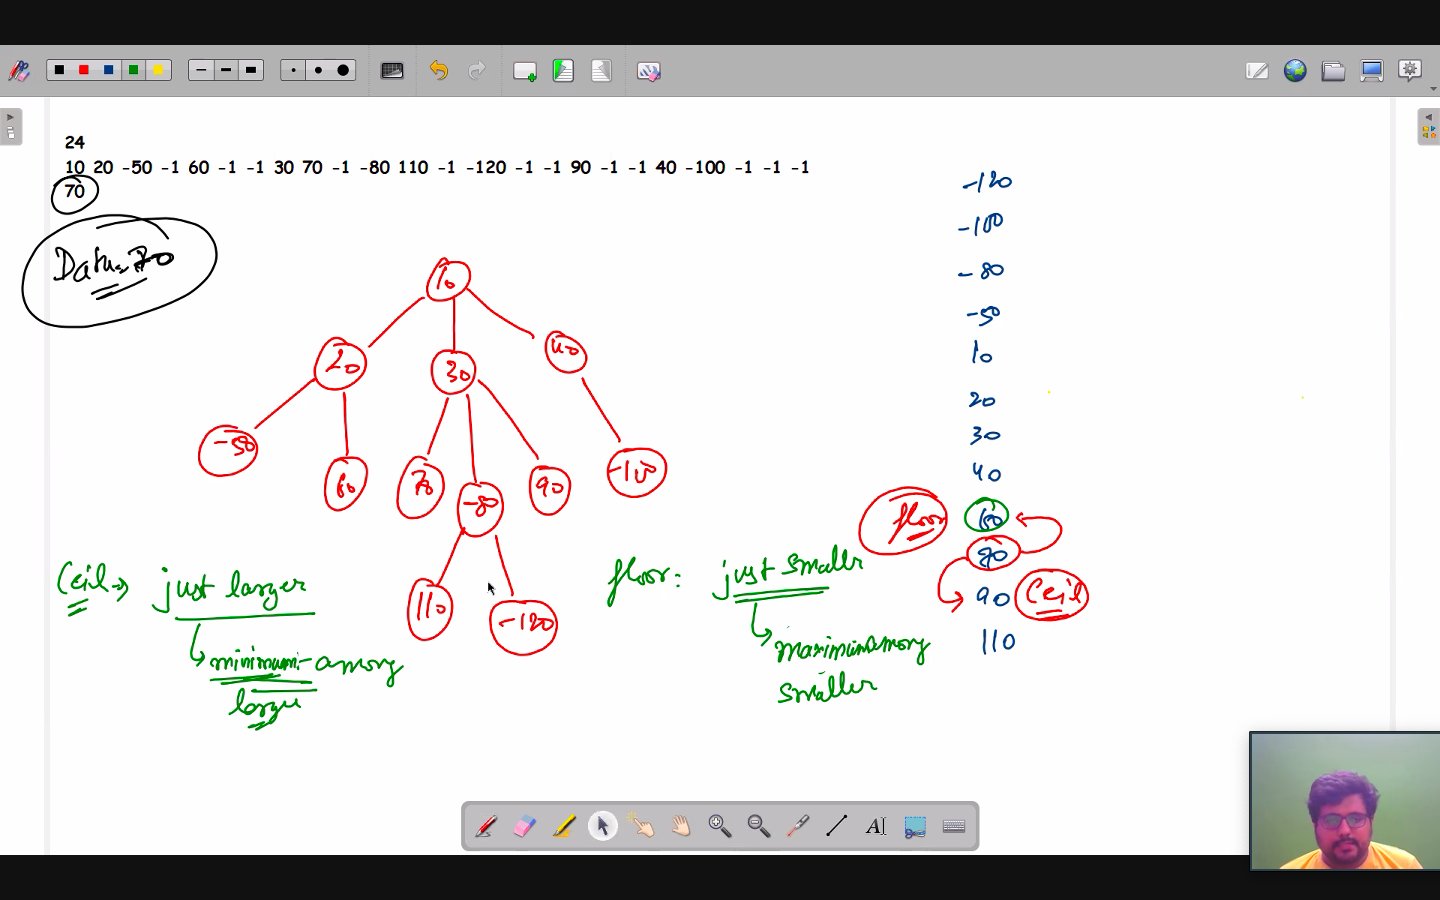 24
10 20 -50 -1 60 -1 -1 30 70 -1 -80 110 -1 -120 -1 -1 90 -1 -1 40 -100 -1 -1 -1
70
Data=70
10
20
30
40
-50
60
70
-80
90
-100
110
-120
Ceil → just larger
minimum among
larger
floor: just smaller
maximum among
smaller
-120
-100
-80
-50
10
20
30
40
floor 60
70
90 Ceil
110
AI